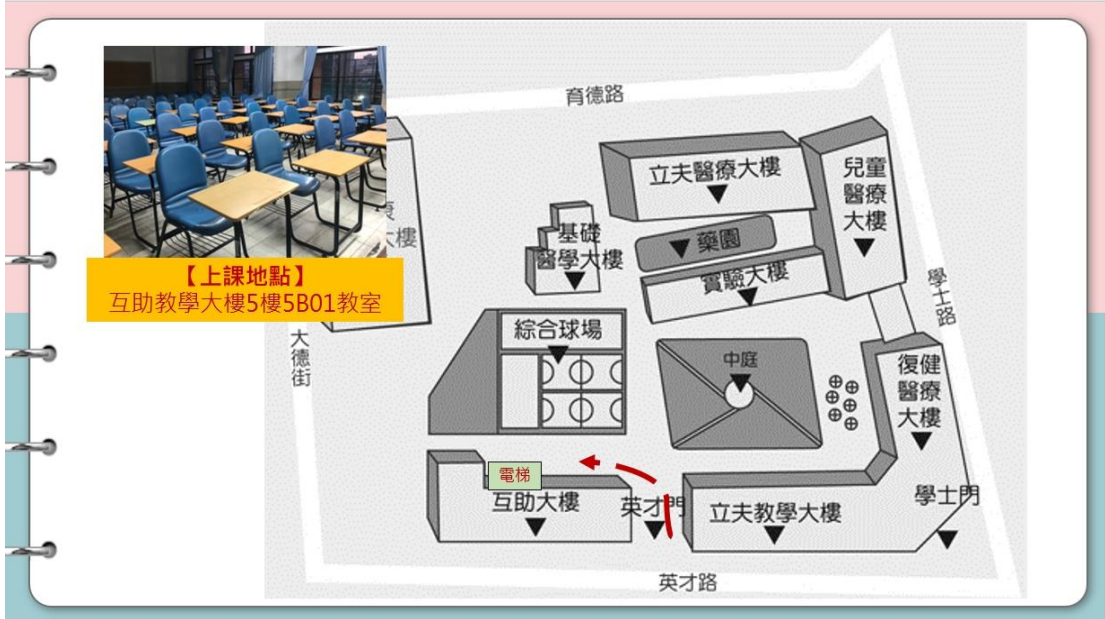 育德路
立夫醫療大樓
兒童
醫療
大樓
藥園
基礎
醫學大樓
實驗大樓
大樓
【上課地點】
互助教學大樓5樓5B01教室
學士路
大德街
綜合球場
中庭
復健
醫療
大樓
電梯
互助大樓
英才門
立夫教學大樓
學士門
英才路